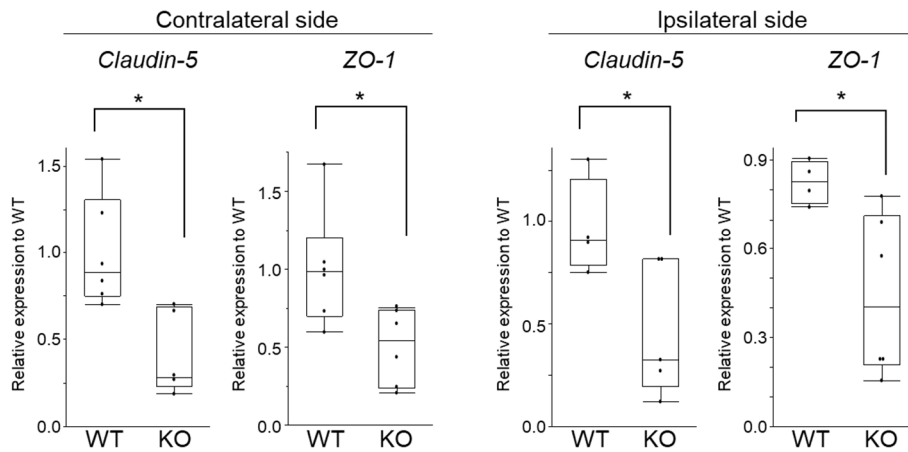 Contralateral side
Ipsilateral side
Claudin-5
ZO-1
Claudin-5
ZO-1
*
*
*
*
Relative expression to WT
1.5
1.0
0.5
0.0
WT KO
Relative expression to WT
1.5
1.0
0.5
0.0
WT KO
Relative expression to WT
1.0
0.5
0.0
WT KO
Relative expression to WT
0.9
0.6
0.3
0.0
WT KO